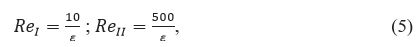 Re_I = 10/ε ; Re_II = 500/ε, (5)